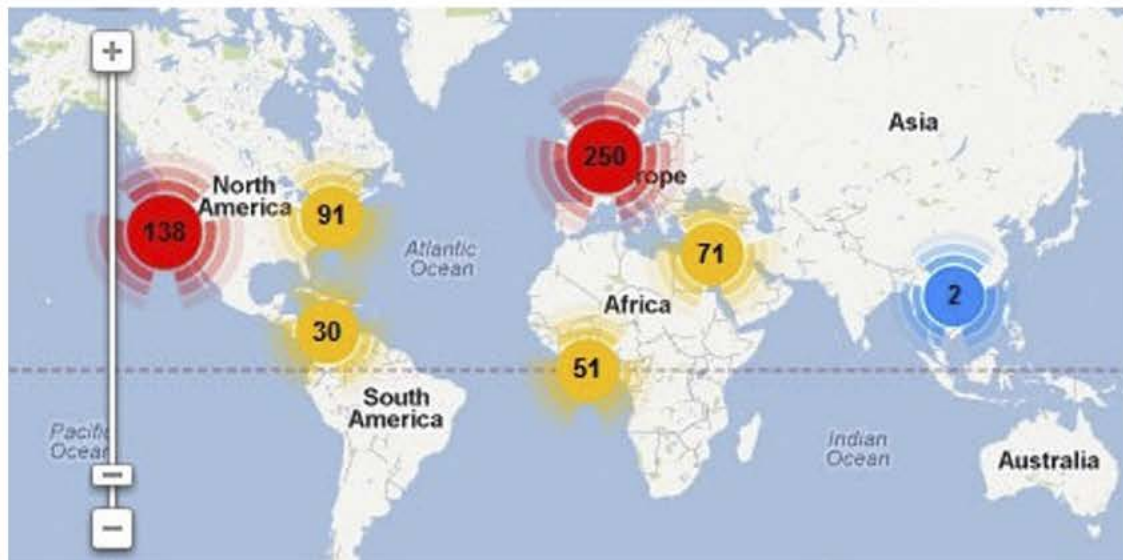 +
Asia
250
rope
North
America
91
138
Atlantic
Ocean
71
2
Africa
30
51
South
America
Pacific
Ocean
Indian
Ocean
Australia
−
−